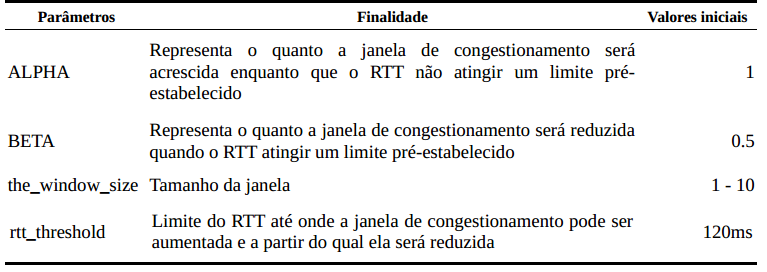 Parâmetros Finalidade Valores iniciais
Representa o quanto a janela de congestionamento será
ALPHA acrescida enquanto que o RTT não atingir um limite pré- 1
estabelecido
BETA Representa o quanto a janela de congestionamento será reduzida 0.5
quando o RTT atingir um limite pré-estabelecido
the_window_size Tamanho da janela 1 - 10
rtt_threshold Limite do RTT até onde a janela de congestionamento pode ser 120ms
aumentada e a partir do qual ela será reduzida